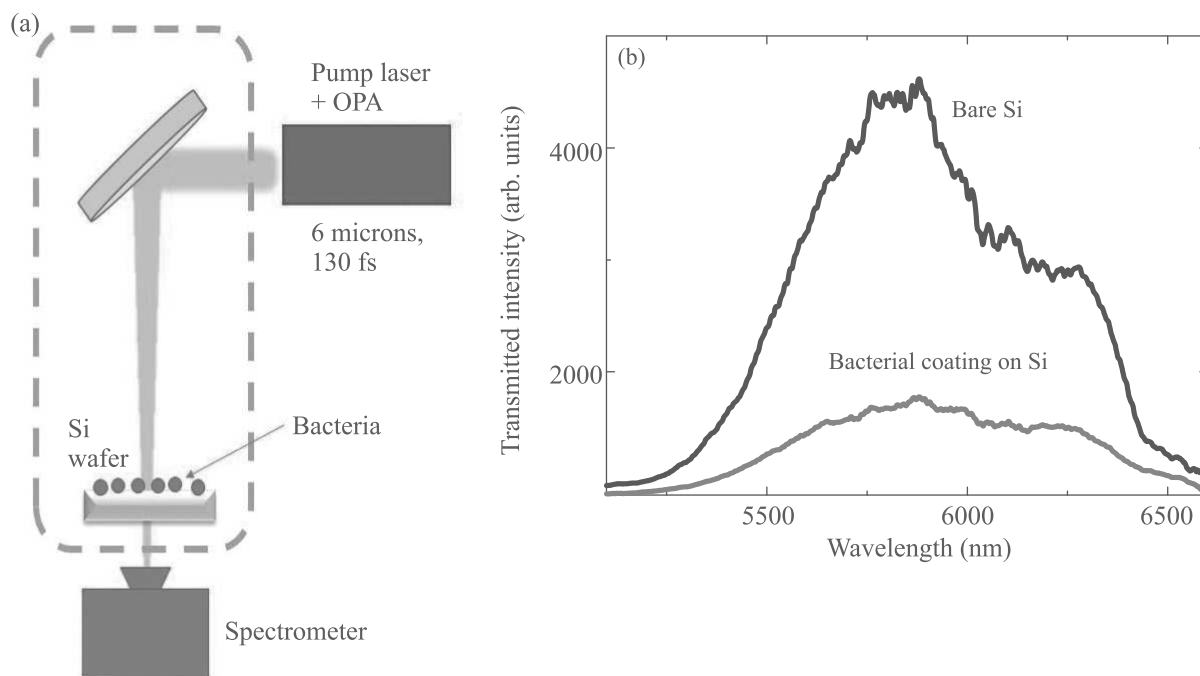 (a)
Pump laser
+ OPA
6 microns,
130 fs
Si
wafer
Bacteria
Spectrometer
(b)
Bare Si
Bacterial coating on Si
Transmitted intensity (arb. units)
4000
2000
5500
6000
6500
Wavelength (nm)